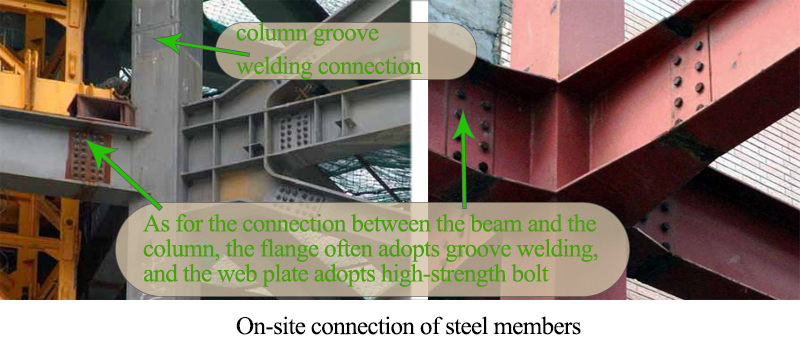 column groove
welding connection
As for the connection between the beam and the
column, the flange often adopts groove welding,
and the web plate adopts high-strength bolt
On-site connection of steel members